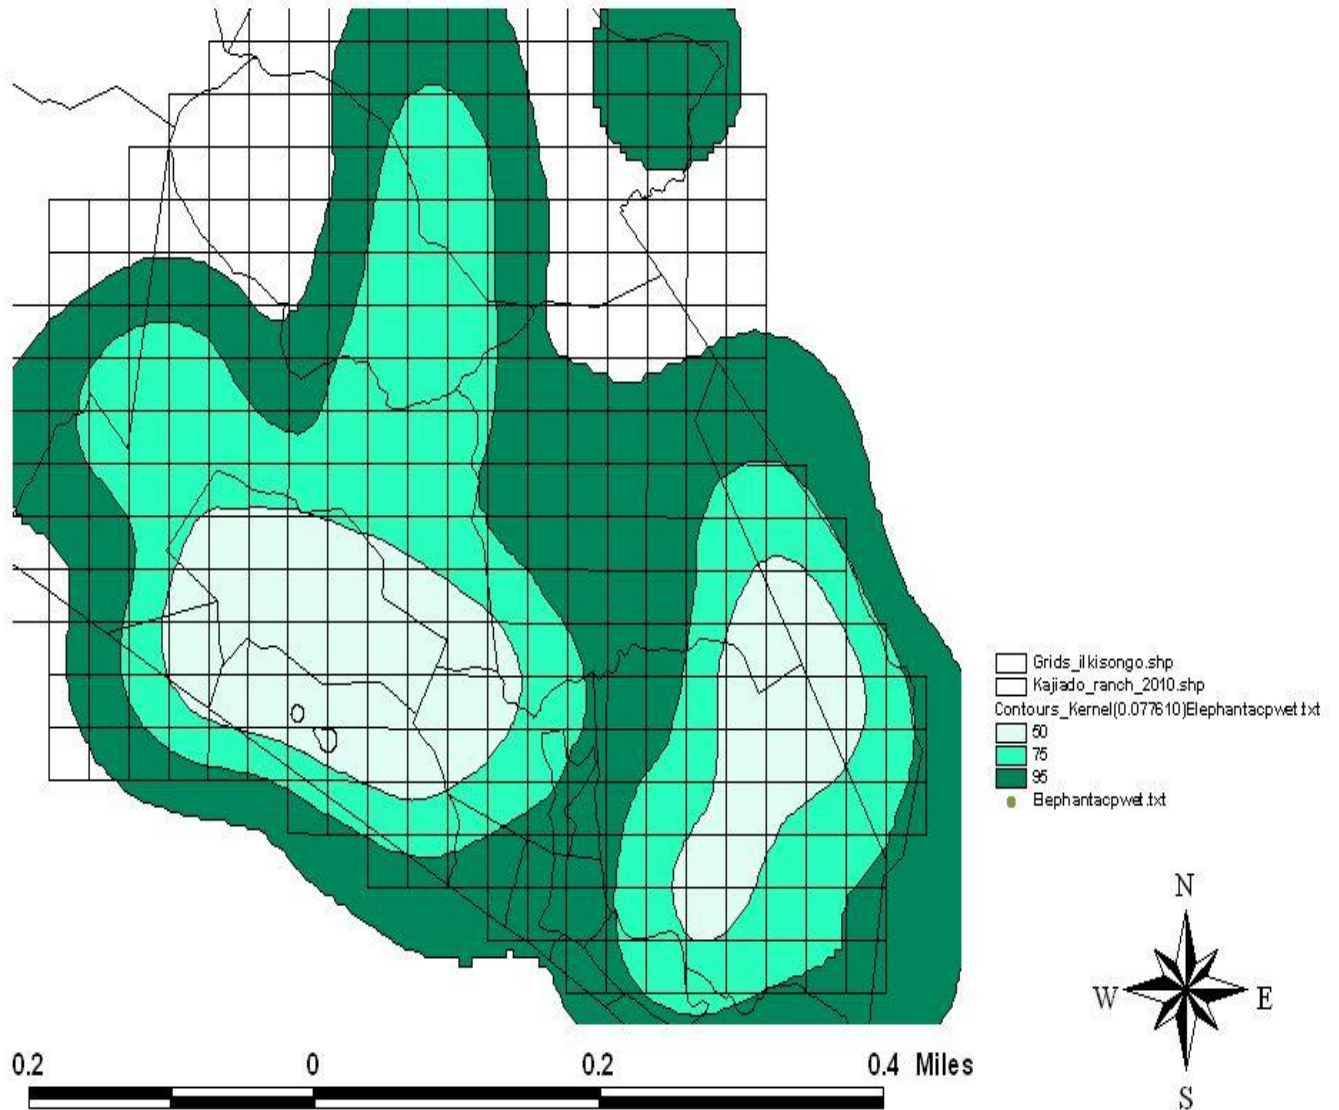 Grids_ilkisongo.shp
Kajiado_ranch_2010.shp
Contours_Kernel(0.077610)Elephantacpwet.txt
50
75
95
Elephantacpwet.txt
N
W E
S
0.2 0 0.2 0.4 Miles